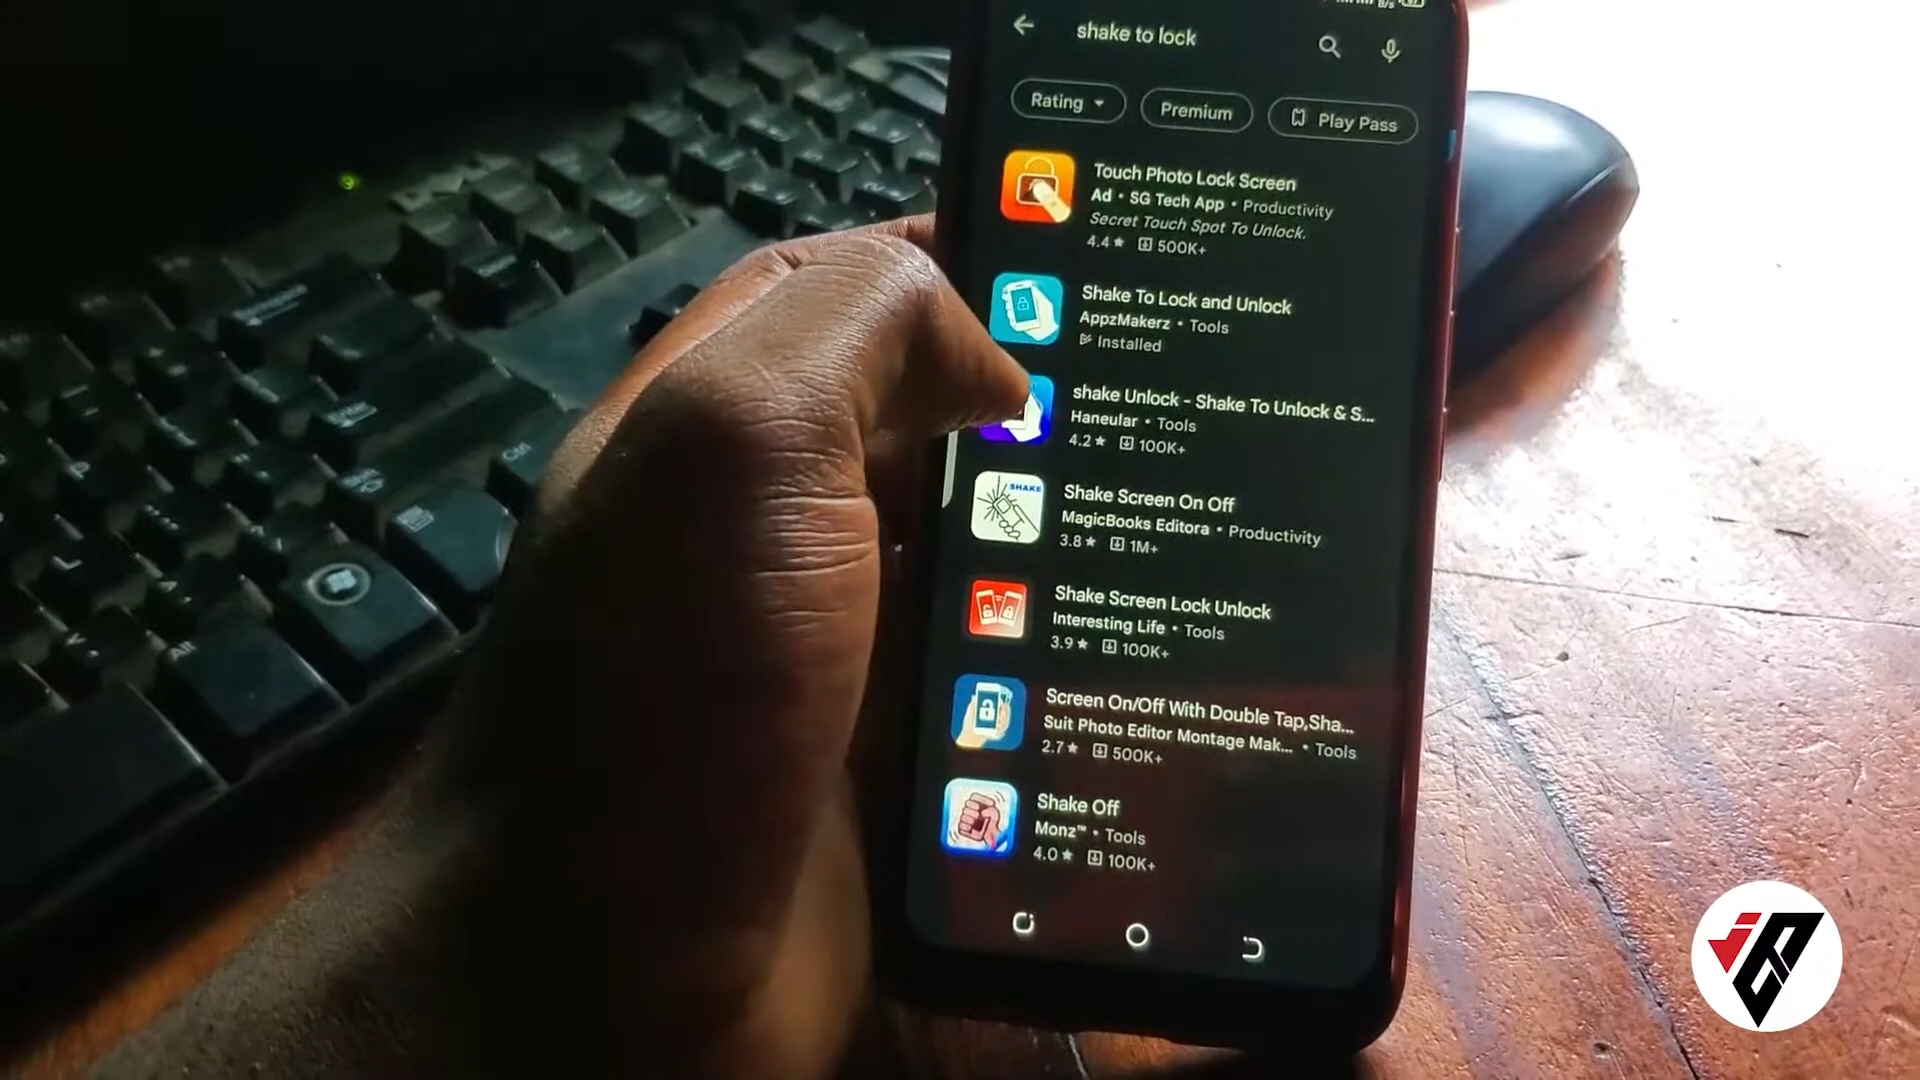 shake to lock
Rating
Premium
Play Pass
Touch Photo Lock Screen
Ad • SG Tech App • Productivity
Secret Touch Spot To Unlock.
4.4★ 500K+
Shake To Lock and Unlock
AppzMakerz • Tools
Installed
shake Unlock - Shake To Unlock & S...
Haneular • Tools
4.2★ 100K+
SHAKE
Shake Screen On Off
MagicBooks Editora • Productivity
3.8★ 1M+
Shake Screen Lock Unlock
Interesting Life • Tools
3.9★ 100K+
Screen On/Off With Double Tap,Sha...
Suit Photo Editor Montage Mak... • Tools
2.7★ 500K+
Shake Off
Monz™ • Tools
4.0★ 100K+
Ctrl
Alt
L